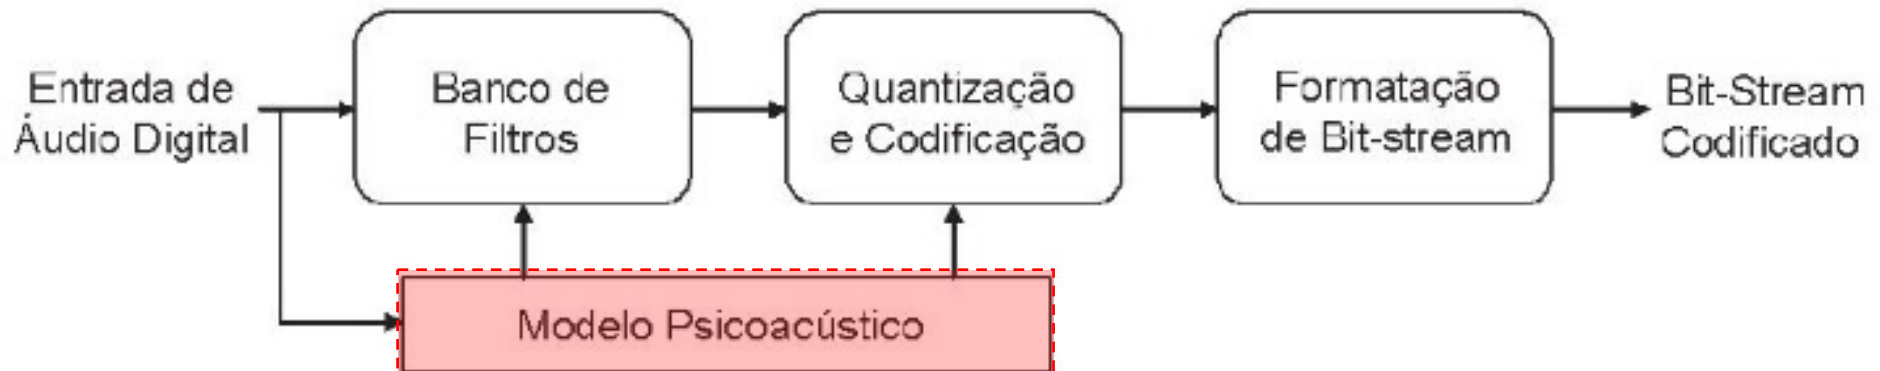 Entrada de
Áudio Digital
Banco de
Filtros
Quantização
e Codificação
Formatação
de Bit-stream
Bit-Stream
Codificado
Modelo Psicoacústico